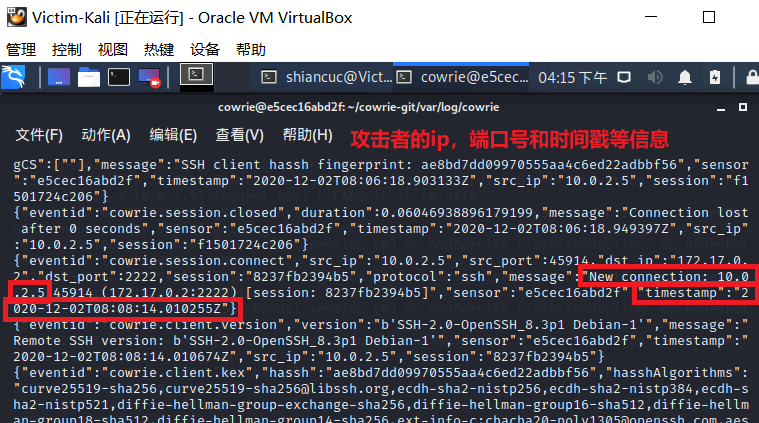 Victim-Kali [正在运行] - Oracle VM VirtualBox
管理 控制 视图 热键 设备 帮助
shiancuc@Vict... cowrie@e5cec... 04:15 下午
cowrie@e5cec16abd2f: ~/cowrie-git/var/log/cowrie
文件(F) 动作(A) 编辑(E) 查看(V) 帮助(H) 攻击者的ip，端口号和时间戳等信息
gCS":[""],"message":"SSH client hassh fingerprint: ae8bd7dd09970555aa4c6ed22adbbf56","sensor
":"e5cec16abd2f","timestamp":"2020-12-02T08:06:18.903133Z","src_ip":"10.0.2.5","session":"f1
501724c206"}
{"eventid":"cowrie.session.closed","duration":0.06046938896179199,"message":"Connection lost
after 0 seconds","sensor":"e5cec16abd2f","timestamp":"2020-12-02T08:06:18.949397Z","src_ip"
:"10.0.2.5","session":"f1501724c206"}
{"eventid":"cowrie.session.connect","src_ip":"10.0.2.5","src_port":45914,"dst_ip":"172.17.0.
2","dst_port":2222,"session":"8237fb2394b5","protocol":"ssh","message":"New connection: 10.0
.2.5:45914 (172.17.0.2:2222) [session: 8237fb2394b5]","sensor":"e5cec16abd2f","timestamp":"2
020-12-02T08:08:14.010255Z"}
{"eventid":"cowrie.client.version","version":"b'SSH-2.0-OpenSSH_8.3p1 Debian-1'","message":"
Remote SSH version: b'SSH-2.0-OpenSSH_8.3p1 Debian-1'","sensor":"e5cec16abd2f","timestamp":"
2020-12-02T08:08:14.010674Z","src_ip":"10.0.2.5","session":"8237fb2394b5"}
{"eventid":"cowrie.client.kex","hassh":"ae8bd7dd09970555aa4c6ed22adbbf56","hasshAlgorithms":
"curve25519-sha256,curve25519-sha256@libssh.org,ecdh-sha2-nistp256,ecdh-sha2-nistp384,ecdh-s
ha2-nistp521,diffie-hellman-group-exchange-sha256,diffie-hellman-group16-sha512,diffie-hellm
an-group18-sha512,diffie-hellman-group14-sha256,ext-info-c;chacha20-poly1305@openssh.com,aes